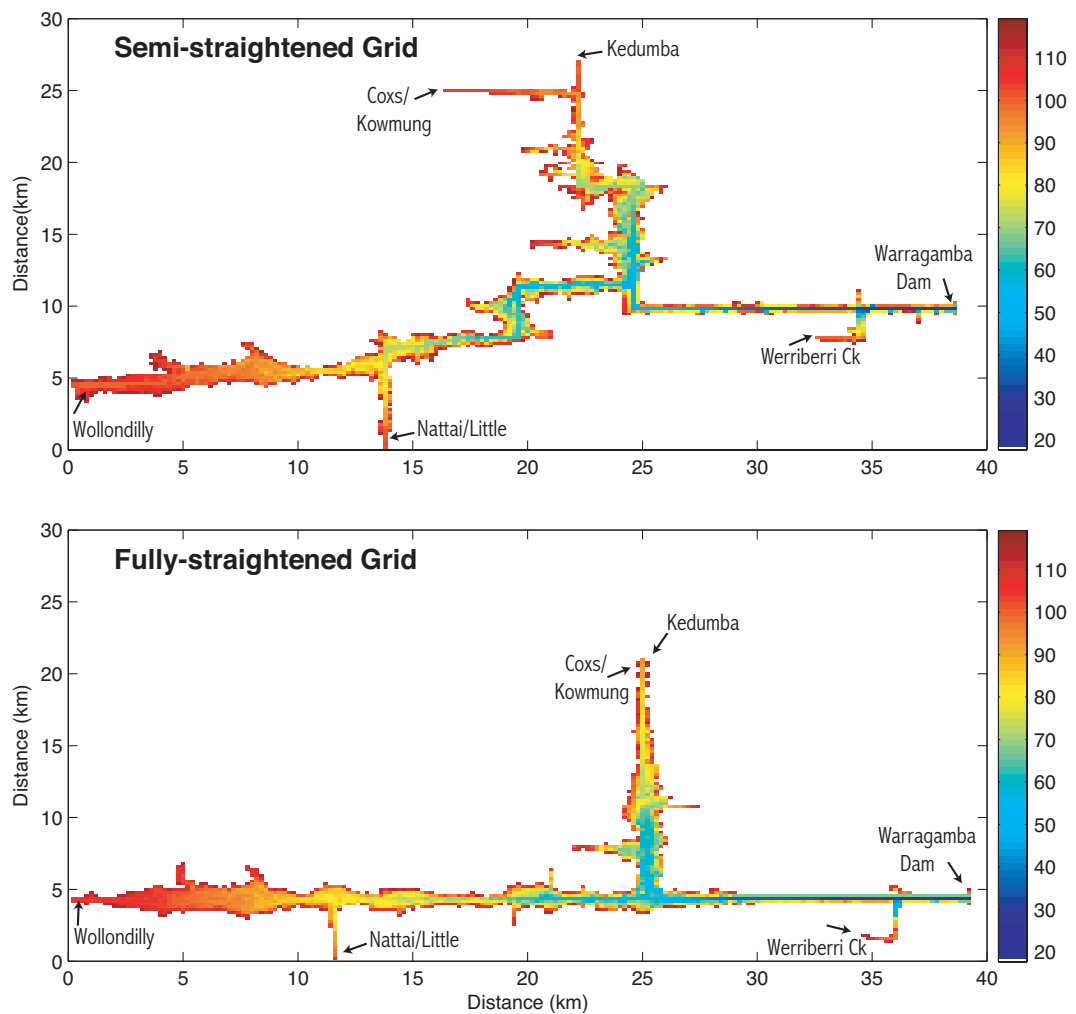 Semi-straightened Grid
Kedumba
Coxs/
Kowmung
Warragamba
Dam
Werriberri Ck
Wollondilly
Nattai/Little
Distance(km)
30
25
20
15
10
5
0
0 5 10 15 20 25 30 35 40
110
100
90
80
70
60
50
40
30
20
Fully-straightened Grid
Kedumba
Coxs/
Kowmung
Warragamba
Dam
Werriberri Ck
Wollondilly
Nattai/Little
Distance (km)
30
25
20
15
10
5
0
0 5 10 15 20 25 30 35 40
Distance (km)
110
100
90
80
70
60
50
40
30
20